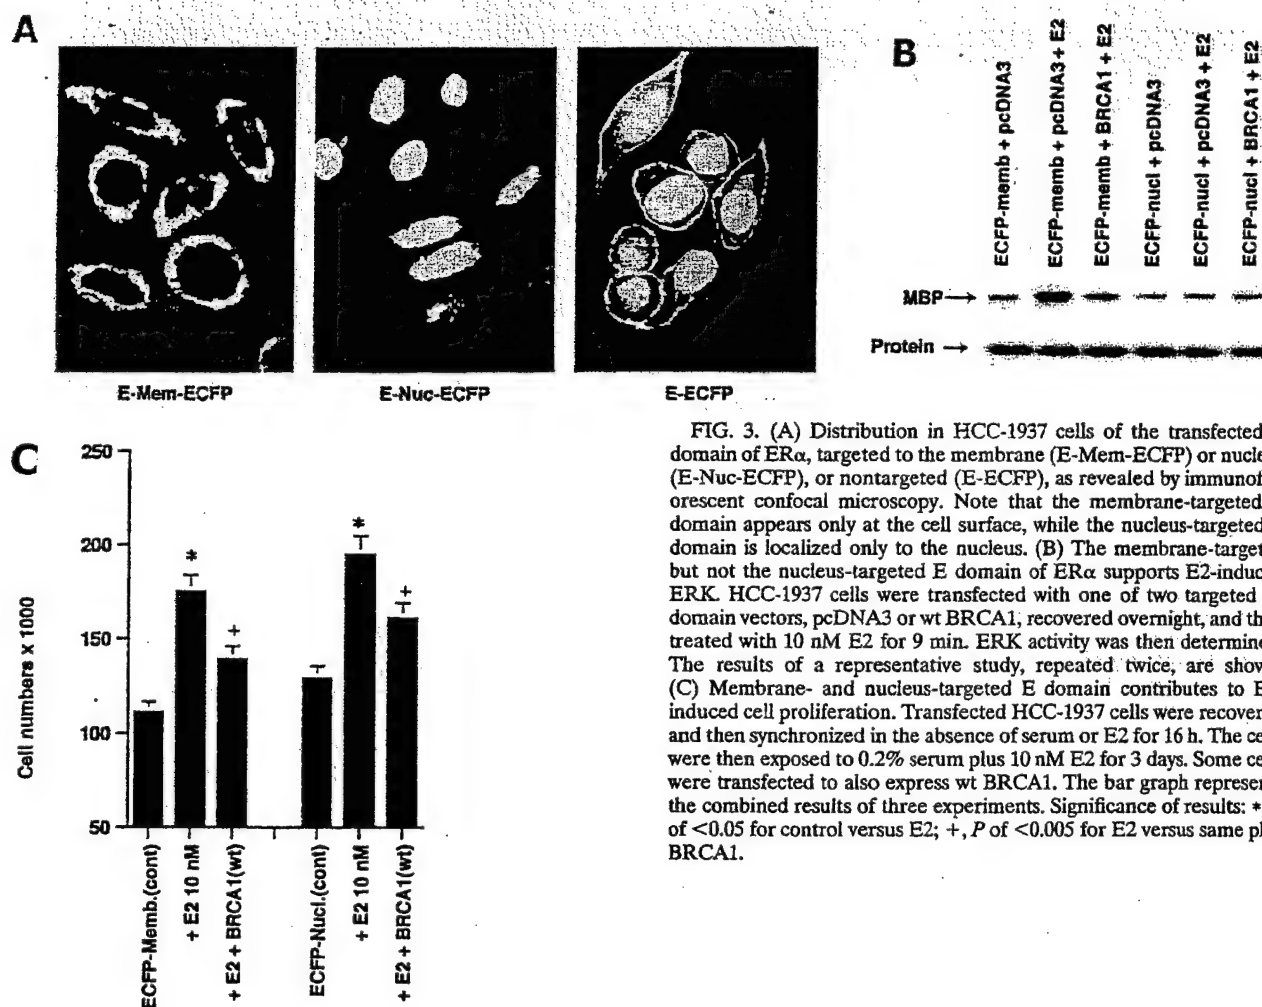 A
E-Mem-ECFP
E-Nuc-ECFP
E-ECFP
B
ECFP-memb + pcDNA3
ECFP-memb + pcDNA3 + E2
ECFP-memb + BRCA1 + E2
ECFP-nucl + pcDNA3
ECFP-nucl + pcDNA3 + E2
ECFP-nucl + BRCA1 + E2
MBP→
Protein →
C
Cell numbers x 1000
250
200
150
100
50
*
+
*
+
ECFP-Memb.(cont)
+ E2 10 nM
+ E2 + BRCA1(wt)
ECFP-Nucl.(cont)
+ E2 10 nM
+ E2 + BRCA1(wt)
FIG. 3. (A) Distribution in HCC-1937 cells of the transfected
domain of ERα, targeted to the membrane (E-Mem-ECFP) or nucle
(E-Nuc-ECFP), or nontargeted (E-ECFP), as revealed by immunof
orescent confocal microscopy. Note that the membrane-targeted
domain appears only at the cell surface, while the nucleus-targeted
domain is localized only to the nucleus. (B) The membrane-target
but not the nucleus-targeted E domain of ERα supports E2-induc
ERK. HCC-1937 cells were transfected with one of two targeted
domain vectors, pcDNA3 or wt BRCA1, recovered overnight, and th
treated with 10 nM E2 for 9 min. ERK activity was then determine
The results of a representative study, repeated twice, are show
(C) Membrane- and nucleus-targeted E domain contributes to E
induced cell proliferation. Transfected HCC-1937 cells were recover
and then synchronized in the absence of serum or E2 for 16 h. The ce
were then exposed to 0.2% serum plus 10 nM E2 for 3 days. Some ce
were transfected to also express wt BRCA1. The bar graph represen
the combined results of three experiments. Significance of results: *
of <0.05 for control versus E2; +, P of <0.005 for E2 versus same pl
BRCA1.